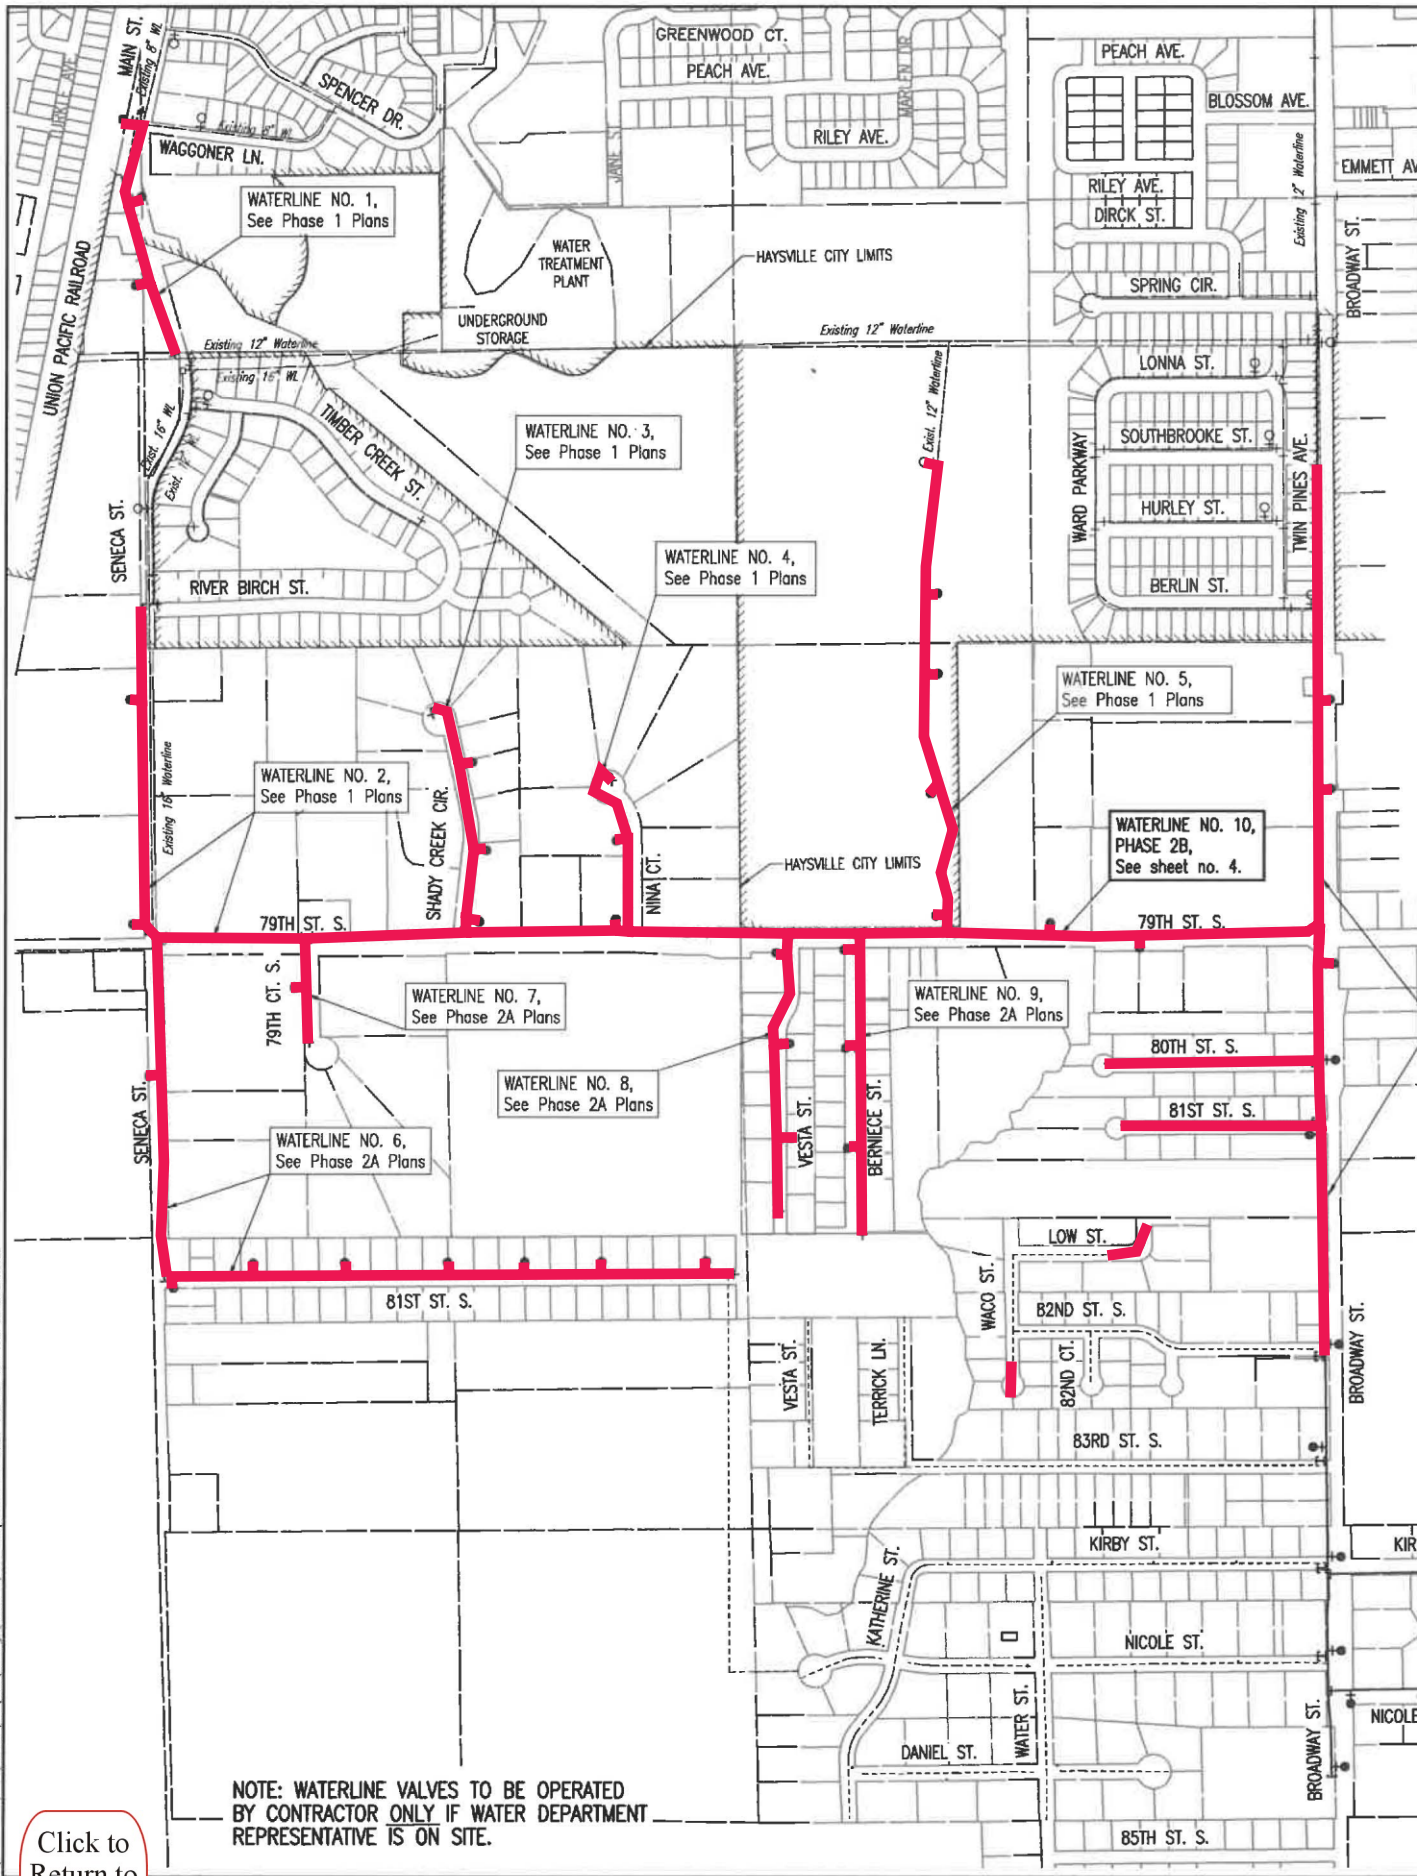 GREENWOOD CT.
PEACH AVE.
MARLEN DR
RILEY AVE.
JANE S
PEACH AVE.
BLOSSOM AVE.
EMMETT AV
RILEY AVE.
DIRCK ST.
Existing 12" Waterline
BROADWAY ST.
SPRING CIR.
MAIN ST.
Existing 8" WL
SPENCER DR.
Existing 8" WL
WAGGONER LN.
WATERLINE NO. 1,
See Phase 1 Plans
UNION PACIFIC RAILROAD
WATER
TREATMENT
PLANT
HAYSVILLE CITY LIMITS
UNDERGROUND
STORAGE
Existing 12" Waterline
Existing 16" WL
Existing 12" Waterline
Exist. 12" Waterline
LONNA ST.
SOUTHBROOKE ST.
HURLEY ST.
BERLIN ST.
WARD PARKWAY
TWIN PINES AVE.
Exist. 16" WL
TIMBER CREEK ST.
SENECA ST.
RIVER BIRCH ST.
WATERLINE NO. 3,
See Phase 1 Plans
WATERLINE NO. 4,
See Phase 1 Plans
WATERLINE NO. 5,
See Phase 1 Plans
WATERLINE NO. 2,
See Phase 1 Plans
Existing 16" Waterline
SHADY CREEK CIR.
NINA CT.
HAYSVILLE CITY LIMITS
WATERLINE NO. 10,
PHASE 2B,
See sheet no. 4.
79TH ST. S.
79TH ST. S.
79TH CT. S.
WATERLINE NO. 7,
See Phase 2A Plans
WATERLINE NO. 9,
See Phase 2A Plans
WATERLINE NO. 8,
See Phase 2A Plans
80TH ST. S.
81ST ST. S.
SENECA ST.
WATERLINE NO. 6,
See Phase 2A Plans
VESTA ST.
BERNIECE ST.
LOW ST.
WACO ST.
82ND ST. S.
82ND CT.
81ST ST. S.
VESTA ST.
TERRICK LN.
BROADWAY ST.
83RD ST. S.
KIRBY ST.
KIR
KATHERINE ST.
NICOLE ST.
WATER ST.
NICOLE
DANIEL ST.
BROADWAY ST.
85TH ST. S.
NOTE: WATERLINE VALVES TO BE OPERATED
BY CONTRACTOR ONLY IF WATER DEPARTMENT
REPRESENTATIVE IS ON SITE.
Click to
Return to